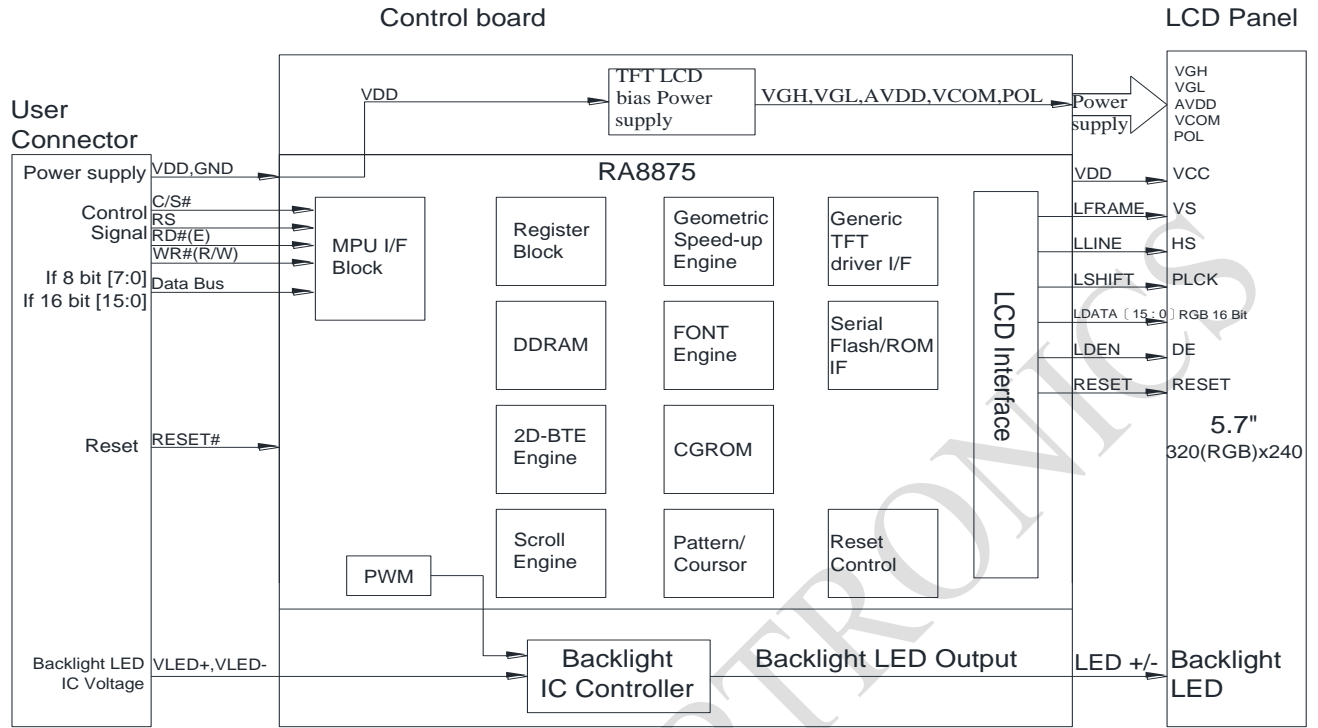 Control board
LCD Panel
User
Connector
Power supply
Control
Signal
If 8 bit [7:0]
If 16 bit [15:0]
Reset
Backlight LED
IC Voltage
VDD,GND
C/S#
RS
RD#(E)
WR#(R/W)
Data Bus
RESET#
VLED+,VLED-
VDD
TFT LCD
bias Power
supply
VGH,VGL,AVDD,VCOM,POL
Power
supply
RA8875
MPU I/F
Block
Register
Block
Geometric
Speed-up
Engine
Generic
TFT
driver I/F
DDRAM
FONT
Engine
Serial
Flash/ROM
IF
2D-BTE
Engine
CGROM
Scroll
Engine
Pattern/
Coursor
Reset
Control
PWM
Backlight
IC Controller
Backlight LED Output
LCD Interface
VDD
LFRAME
LLINE
LSHIFT
LDATA〔15:0〕
LDEN
RESET
LED +/-
VGH
VGL
AVDD
VCOM
POL
VCC
VS
HS
PLCK
RGB 16 Bit
DE
RESET
5.7"
320(RGB)x240
Backlight
LED
RTRONICS